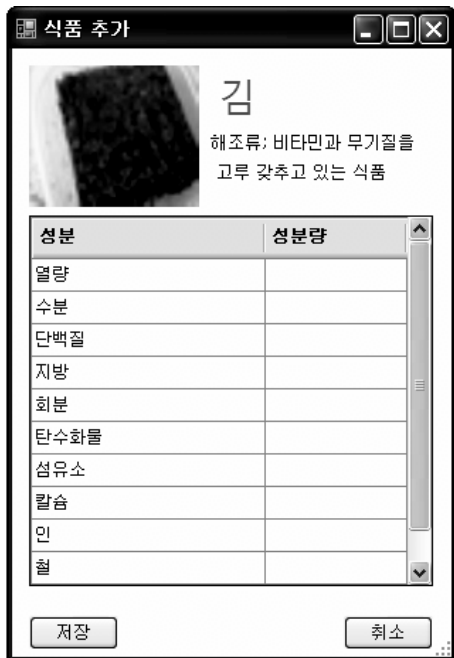 식품 추가
김
해조류; 비타민과 무기질을
고루 갖추고 있는 식품
성분 성분량
열량
수분
단백질
지방
회분
탄수화물
섬유소
칼슘
인
철
저장 취소